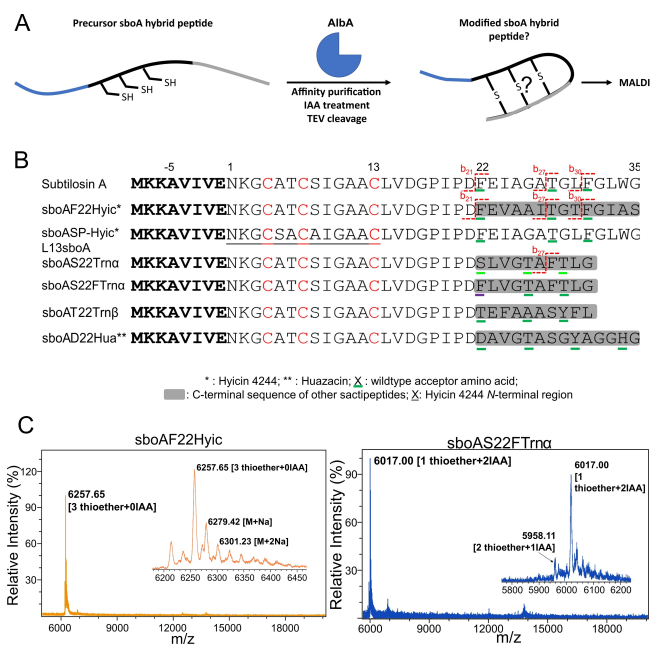 A
Precursor sboA hybrid peptide
AlbA
Modified sboA hybrid
peptide?
SH
SH
SH
S
S
S
?
Affinity purification
IAA treatment
TEV cleavage
MALDI
B
-5 1 13 22 35
b21 b27 b30
Subtilosin A MKKAVIVENKGCATCSIGAACLVDGPIPDFEIAGATGLFGLWG
b21 b27 b30
sboAF22Hyic* MKKAVIVENKGCATCSIGAACLVDGPIPDFEVAAITGTFGIAS
sboASP-Hyic* MKKAVIVENKGCSACAIGAACLVDGPIPDFEIAGATGLFGLWG
L13sboA
b27
sboAS22Trnα MKKAVIVENKGCATCSIGAACLVDGPIPDSLVGTAFTLG
sboAS22FTrnα MKKAVIVENKGCATCSIGAACLVDGPIPDFLVGTAFTLG
sboAT22Trnβ MKKAVIVENKGCATCSIGAACLVDGPIPDTEFAAASYFL
sboAD22Hua** MKKAVIVENKGCATCSIGAACLVDGPIPDDAVGTASGYAGGHG
* : Hyicin 4244; ** : Huazacin; X : wildtype acceptor amino acid;
: C-terminal sequence of other sactipeptides; X: Hyicin 4244 N-terminal region
C
sboAF22Hyic
Relative Intensity (%)
120
90
60
30
6257.65
[3 thioether+0IAA]
6257.65 [3 thioether+0IAA]
6279.42 [M+Na]
6301.23 [M+2Na]
6200 6250 6300 6350 6400 6450
6000 9000 12000 15000 18000
m/z
sboAS22FTrnα
Relative Intensity (%)
90
60
30
6017.00 [1 thioether+2IAA]
6017.00
[1
thioether+2IAA]
5958.11
[2 thioether+1IAA]
5800 5900 6000 6100 6200
6000 9000 12000 15000 18000
m/z